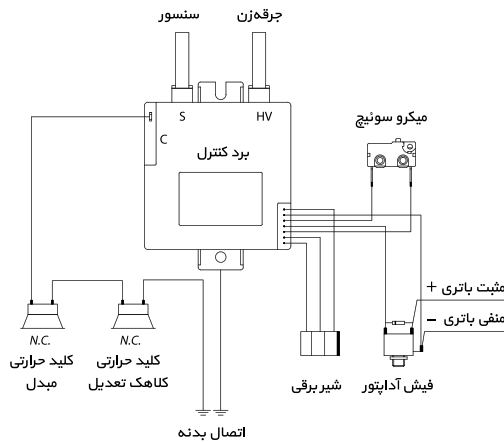 سنسور
جرقه‌زن
S
HV
C
برد کنترل
میکرو سوئیچ
مثبت باتری +
منفی باتری −
N.C.
کلید حرارتی
مبدل
N.C.
کلید حرارتی
کلاهک تعدیل
شیر برقی
فیش آداپتور
اتصال بدنه